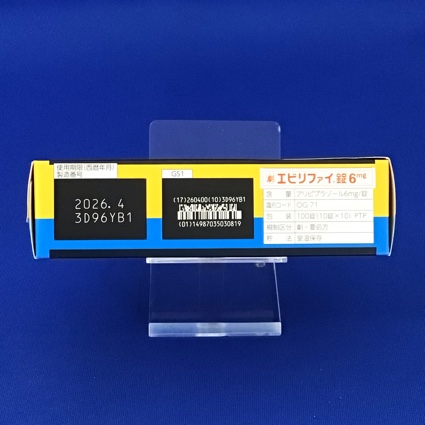 使用期限(西暦年月)
製造番号
2026. 4
3D96YB1
G51
(17)260400(10)3D96YB1
(01)14987035030819
劇 エビリファイ錠6mg
含 量 アリピプラゾール6mg/錠
識別コード OG 71
包 装 100錠(10錠×10) PTP
規制区分 劇・要処方
貯 法 室温保存